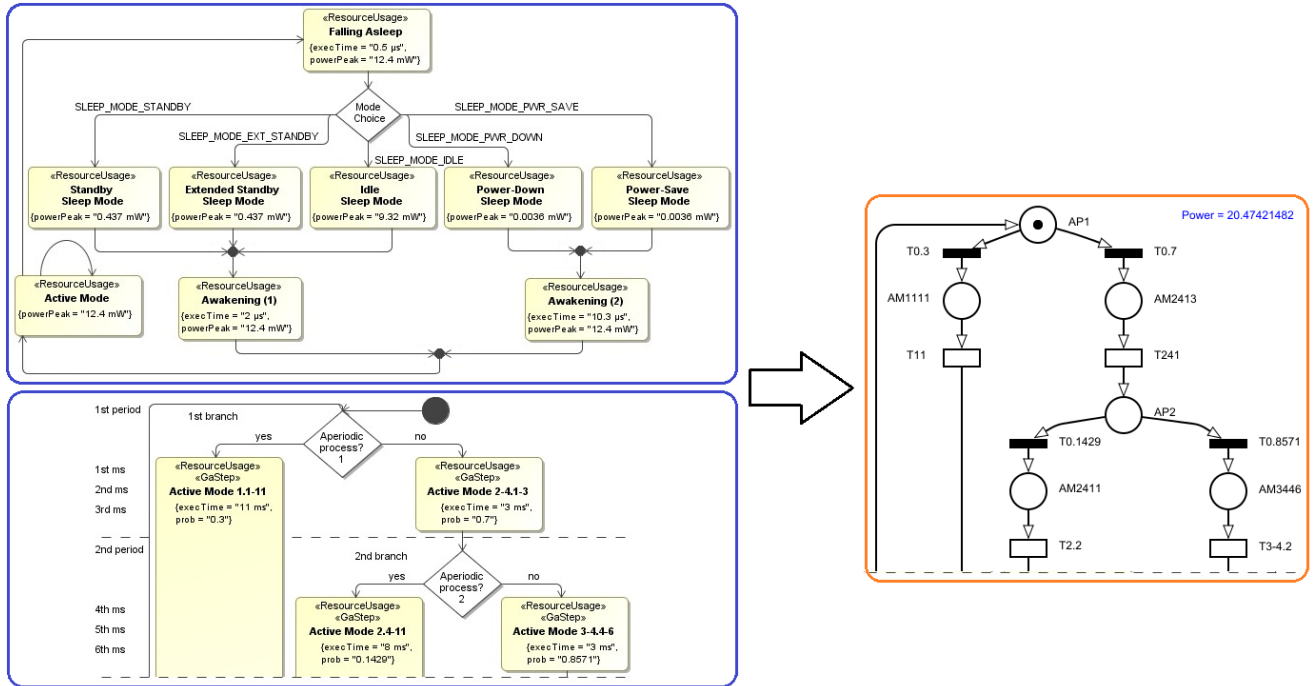 «ResourceUsage»
Falling Asleep
{execTime = "0.5 µs",
powerPeak = "12.4 mW"}
Mode
Choice
SLEEP_MODE_STANDBY
SLEEP_MODE_PWR_SAVE
SLEEP_MODE_EXT_STANDBY
SLEEP_MODE_PWR_DOWN
SLEEP_MODE_IDLE
«ResourceUsage»
Standby
Sleep Mode
{powerPeak = "0.437 mW"}
«ResourceUsage»
Extended Standby
Sleep Mode
{powerPeak = "0.437 mW"}
«ResourceUsage»
Idle
Sleep Mode
{powerPeak = "9.32 mW"}
«ResourceUsage»
Power-Down
Sleep Mode
{powerPeak = "0.0036 mW"}
«ResourceUsage»
Power-Save
Sleep Mode
{powerPeak = "0.0036 mW"}
«ResourceUsage»
Active Mode
{powerPeak = "12.4 mW"}
«ResourceUsage»
Awakening (1)
{execTime = "2 µs",
powerPeak = "12.4 mW"}
«ResourceUsage»
Awakening (2)
{execTime = "10.3 µs",
powerPeak = "12.4 mW"}
1st period
1st branch
yes
Aperiodic
process?
1
no
1st ms
2nd ms
3rd ms
«ResourceUsage»
«GaStep»
Active Mode 1.1-11
{execTime = "11 ms",
prob = "0.3"}
«ResourceUsage»
«GaStep»
Active Mode 2-4.1-3
{execTime = "3 ms",
prob = "0.7"}
2nd period
2nd branch
yes
Aperiodic
process?
2
no
4th ms
5th ms
6th ms
«ResourceUsage»
«GaStep»
Active Mode 2.4-11
{execTime = "8 ms",
prob = "0.1429"}
«ResourceUsage»
«GaStep»
Active Mode 3-4.4-6
{execTime = "3 ms",
prob = "0.8571"}
AP1
Power = 20.47421482
T0.3
T0.7
AM1111
AM2413
T11
T241
AP2
T0.1429
T0.8571
AM2411
AM3446
T2.2
T3-4.2